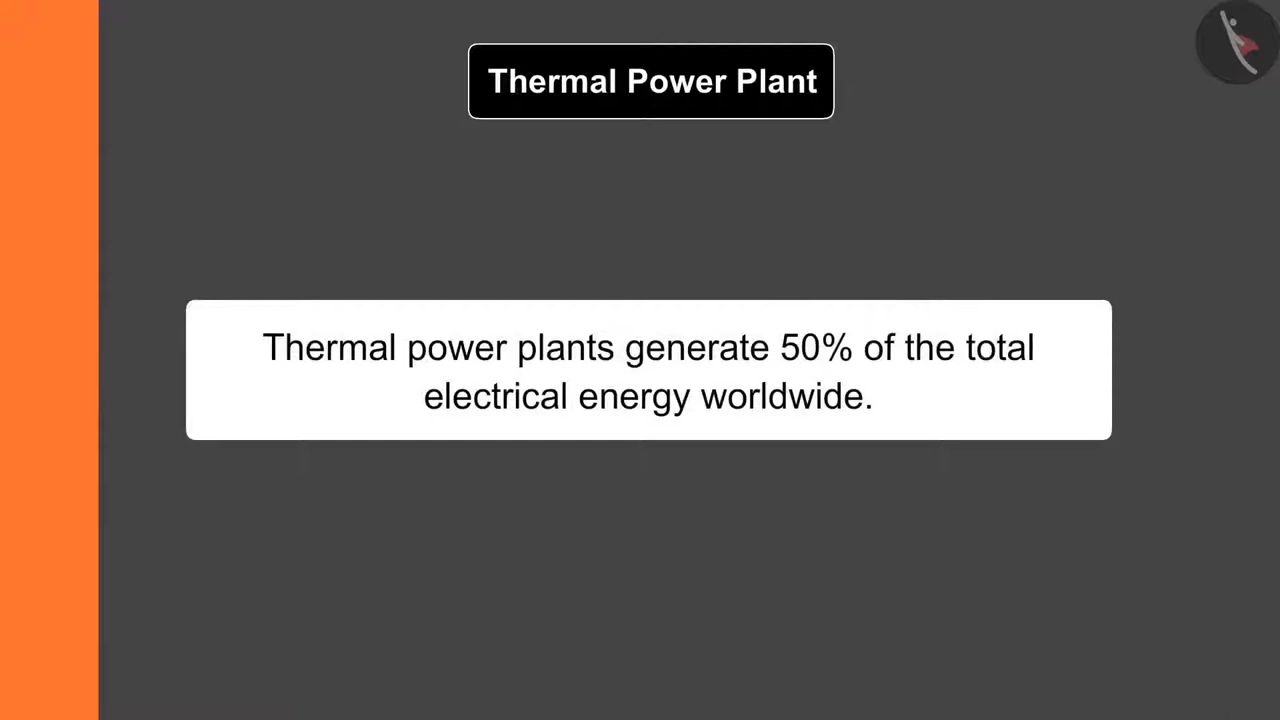 Thermal Power Plant
Thermal power plants generate 50% of the total
electrical energy worldwide.